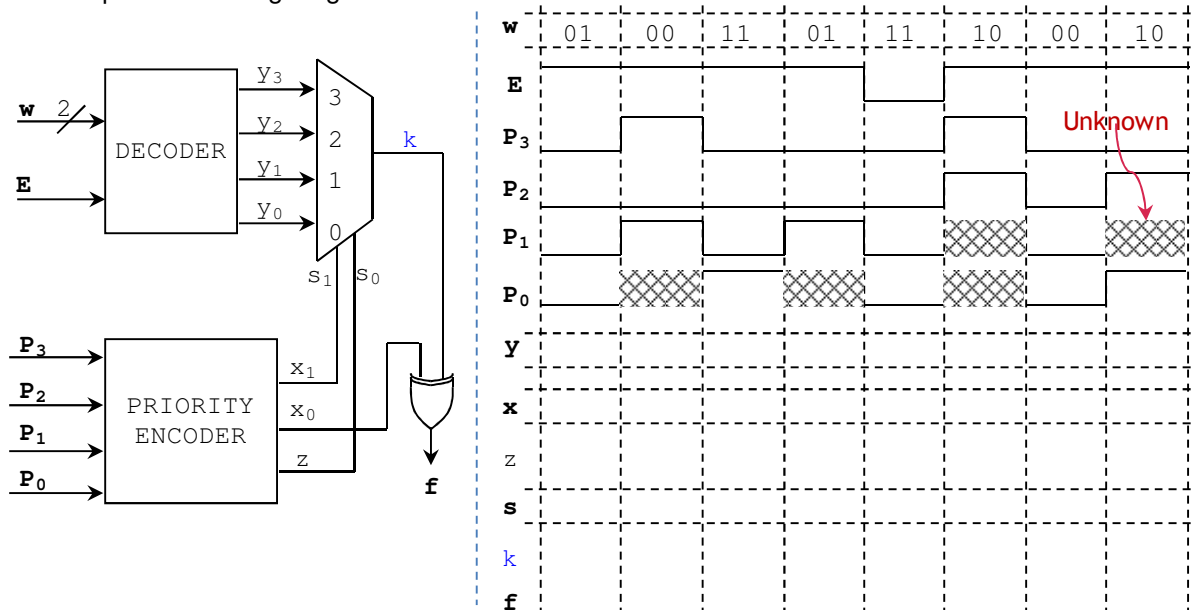 w 2
E
DECODER
y3
y2
y1
y0
3
2
1
0
k
s1 s0
P3
P2
P1
P0
PRIORITY
ENCODER
x1
x0
z
f
w 01 00 11 01 11 10 00 10
E
Unknown
P3
P2
P1
P0
y
x
z
s
k
f